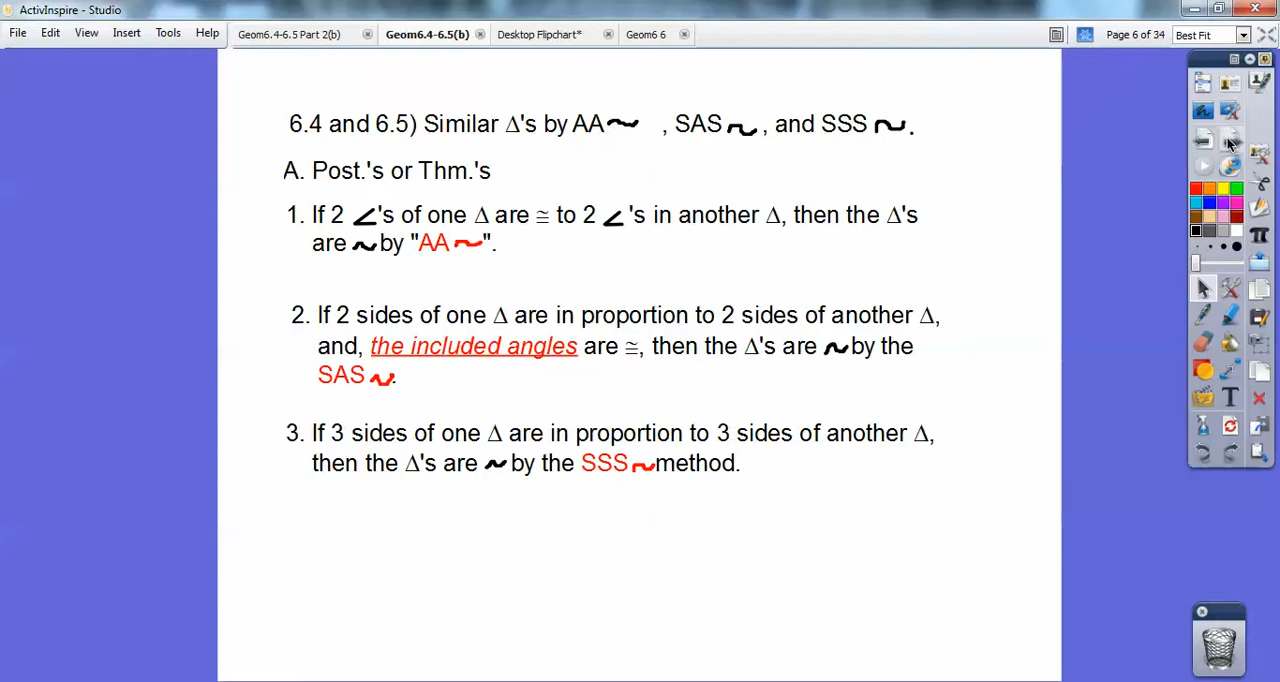 ActivInspire - Studio
File Edit View Insert Tools Help
Geom6.4-6.5 Part 2(b) Geom6.4-6.5(b) Desktop Flipchart* Geom6 6 Page 6 of 34 Best Fit
6.4 and 6.5) Similar Δ's by AA~ , SAS~, and SSS~.
A. Post.'s or Thm.'s
1. If 2 ∠'s of one Δ are ≅ to 2 ∠'s in another Δ, then the Δ's
are ~ by "AA ~".
2. If 2 sides of one Δ are in proportion to 2 sides of another Δ,
and, the included angles are ≅, then the Δ's are ~ by the
SAS ~.
3. If 3 sides of one Δ are in proportion to 3 sides of another Δ,
then the Δ's are ~ by the SSS ~ method.